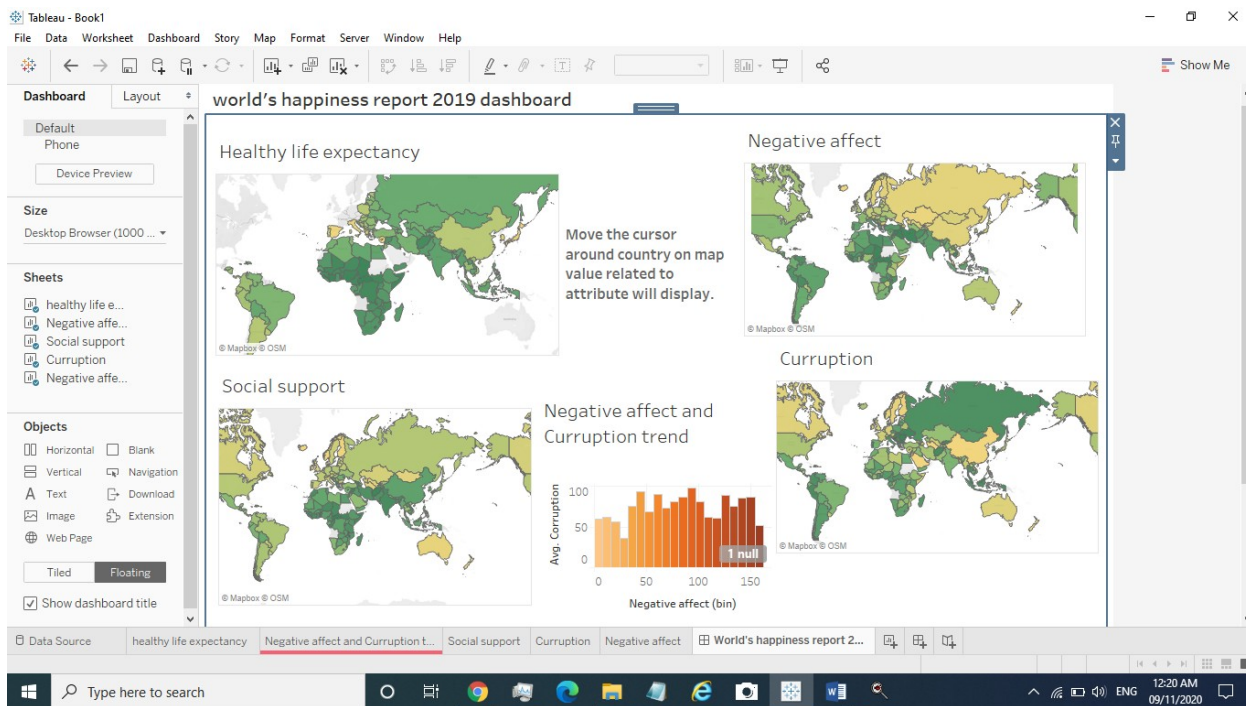 Tableau - Book1
File Data Worksheet Dashboard Story Map Format Server Window Help
Show Me
Dashboard Layout
Default
Phone
Device Preview
Size
Desktop Browser (1000 ...
Sheets
healthy life e...
Negative affe...
Social support
Curruption
Negative affe...
Objects
Horizontal Blank
Vertical Navigation
A Text Download
Image Extension
Web Page
Tiled Floating
Show dashboard title
world's happiness report 2019 dashboard
Healthy life expectancy
© Mapbox © OSM
Move the cursor
around country on map
value related to
attribute will display.
Negative affect
© Mapbox © OSM
Social support
© Mapbox © OSM
Negative affect and
Curruption trend
Avg. Corruption
100
50
0
1 null
0 50 100 150
Negative affect (bin)
Curruption
© Mapbox © OSM
Data Source healthy life expectancy Negative affect and Curruption t... Social support Curruption Negative affect World's happiness report 2...
Type here to search
ENG
12:20 AM
09/11/2020